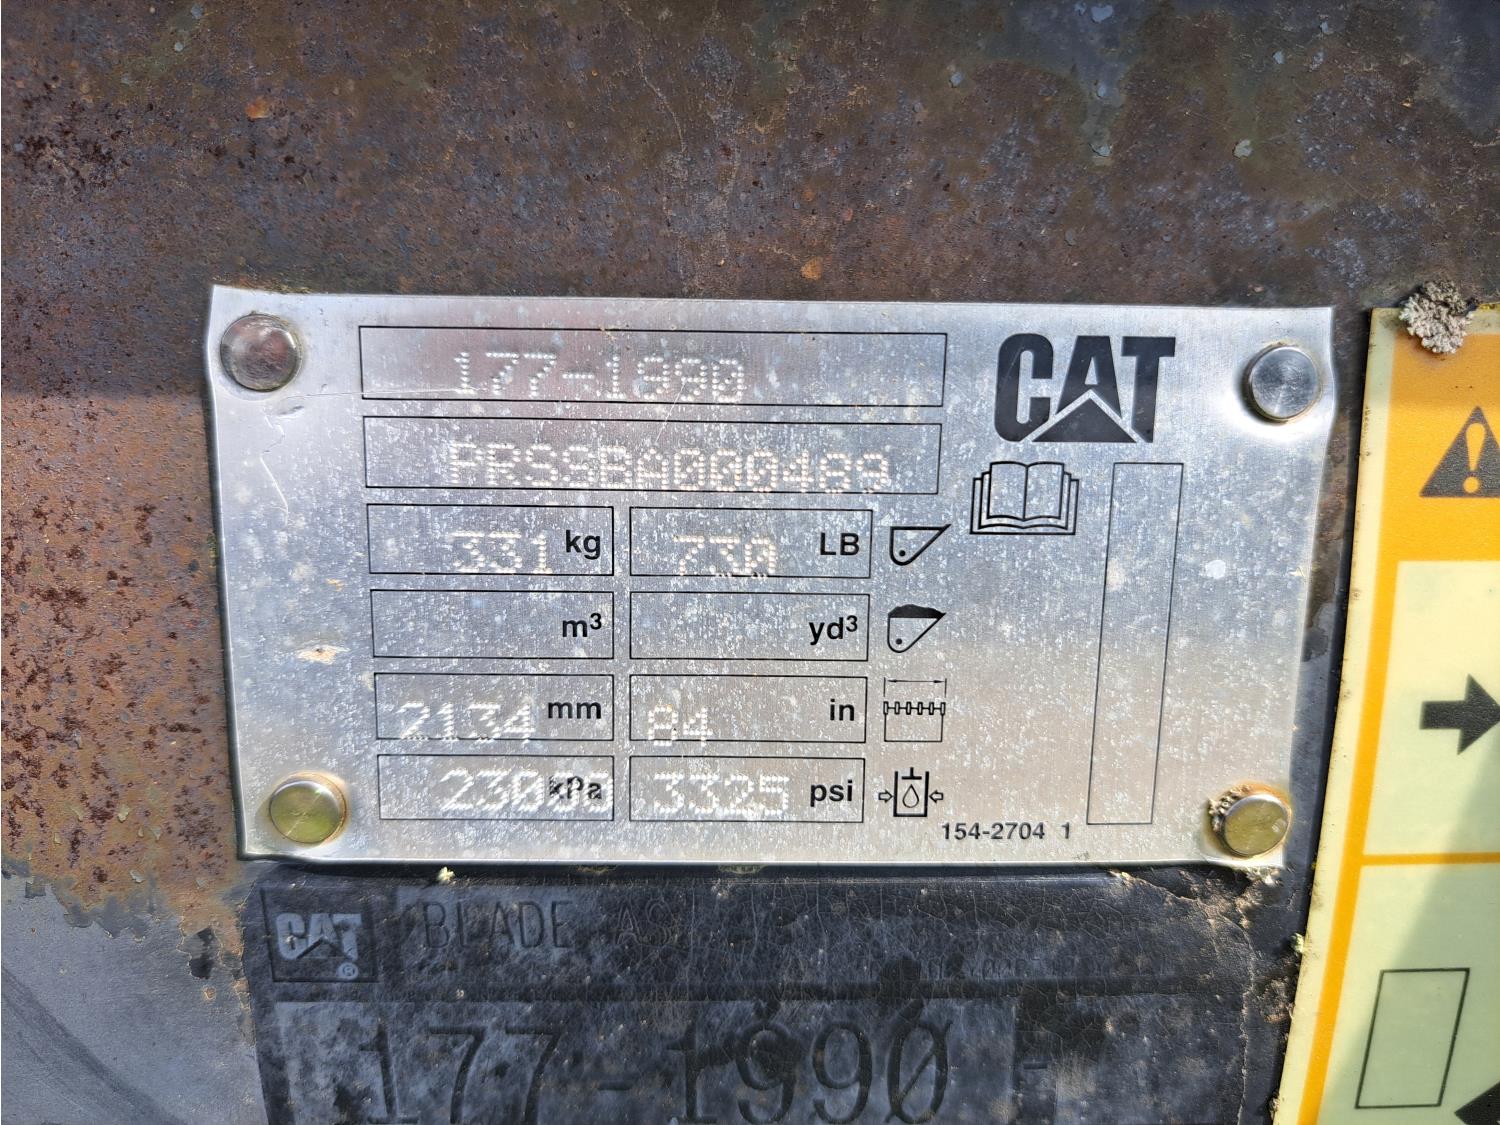 177-1990
CAT
PRSSBA000489
331 kg 730 LB
m³ yd³
2134 mm 84 in
23000 kPa 3325 psi
154-2704 1
CAT ®
BLADE
177-1990